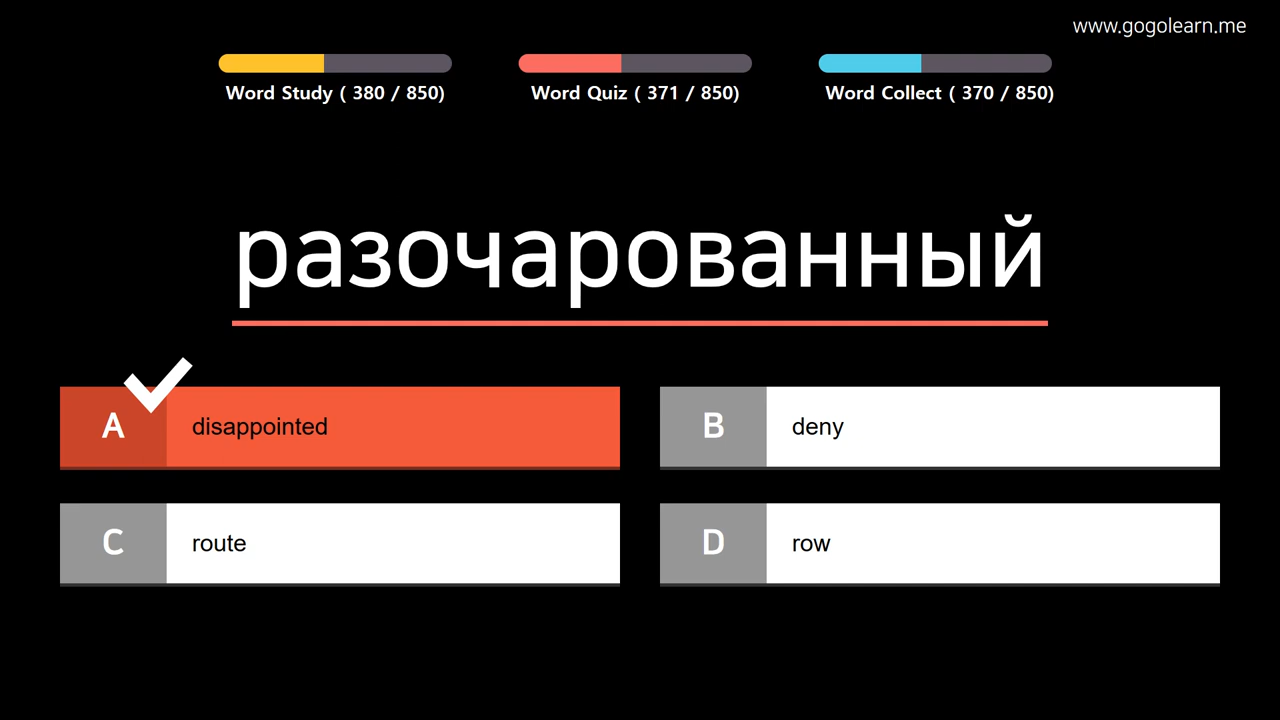 www.gogolearn.me
Word Study ( 380 / 850)
Word Quiz ( 371 / 850)
Word Collect ( 370 / 850)
разочарованный
A disappointed
B deny
C route
D row